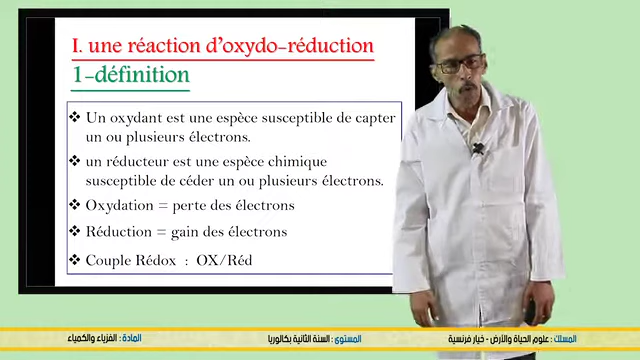 I. une réaction d'oxydo-réduction
1-définition
❖ Un oxydant est une espèce susceptible de capter
un ou plusieurs électrons.
❖ un réducteur est une espèce chimique
susceptible de céder un ou plusieurs électrons.
❖ Oxydation = perte des électrons
❖ Réduction = gain des électrons
❖ Couple Rédox : OX/Réd
المسلك : علوم الحياة والأرض - خيار فرنسية
المستوى : السنة الثانية بكالوريا
المادة : الفزياء والكمياء